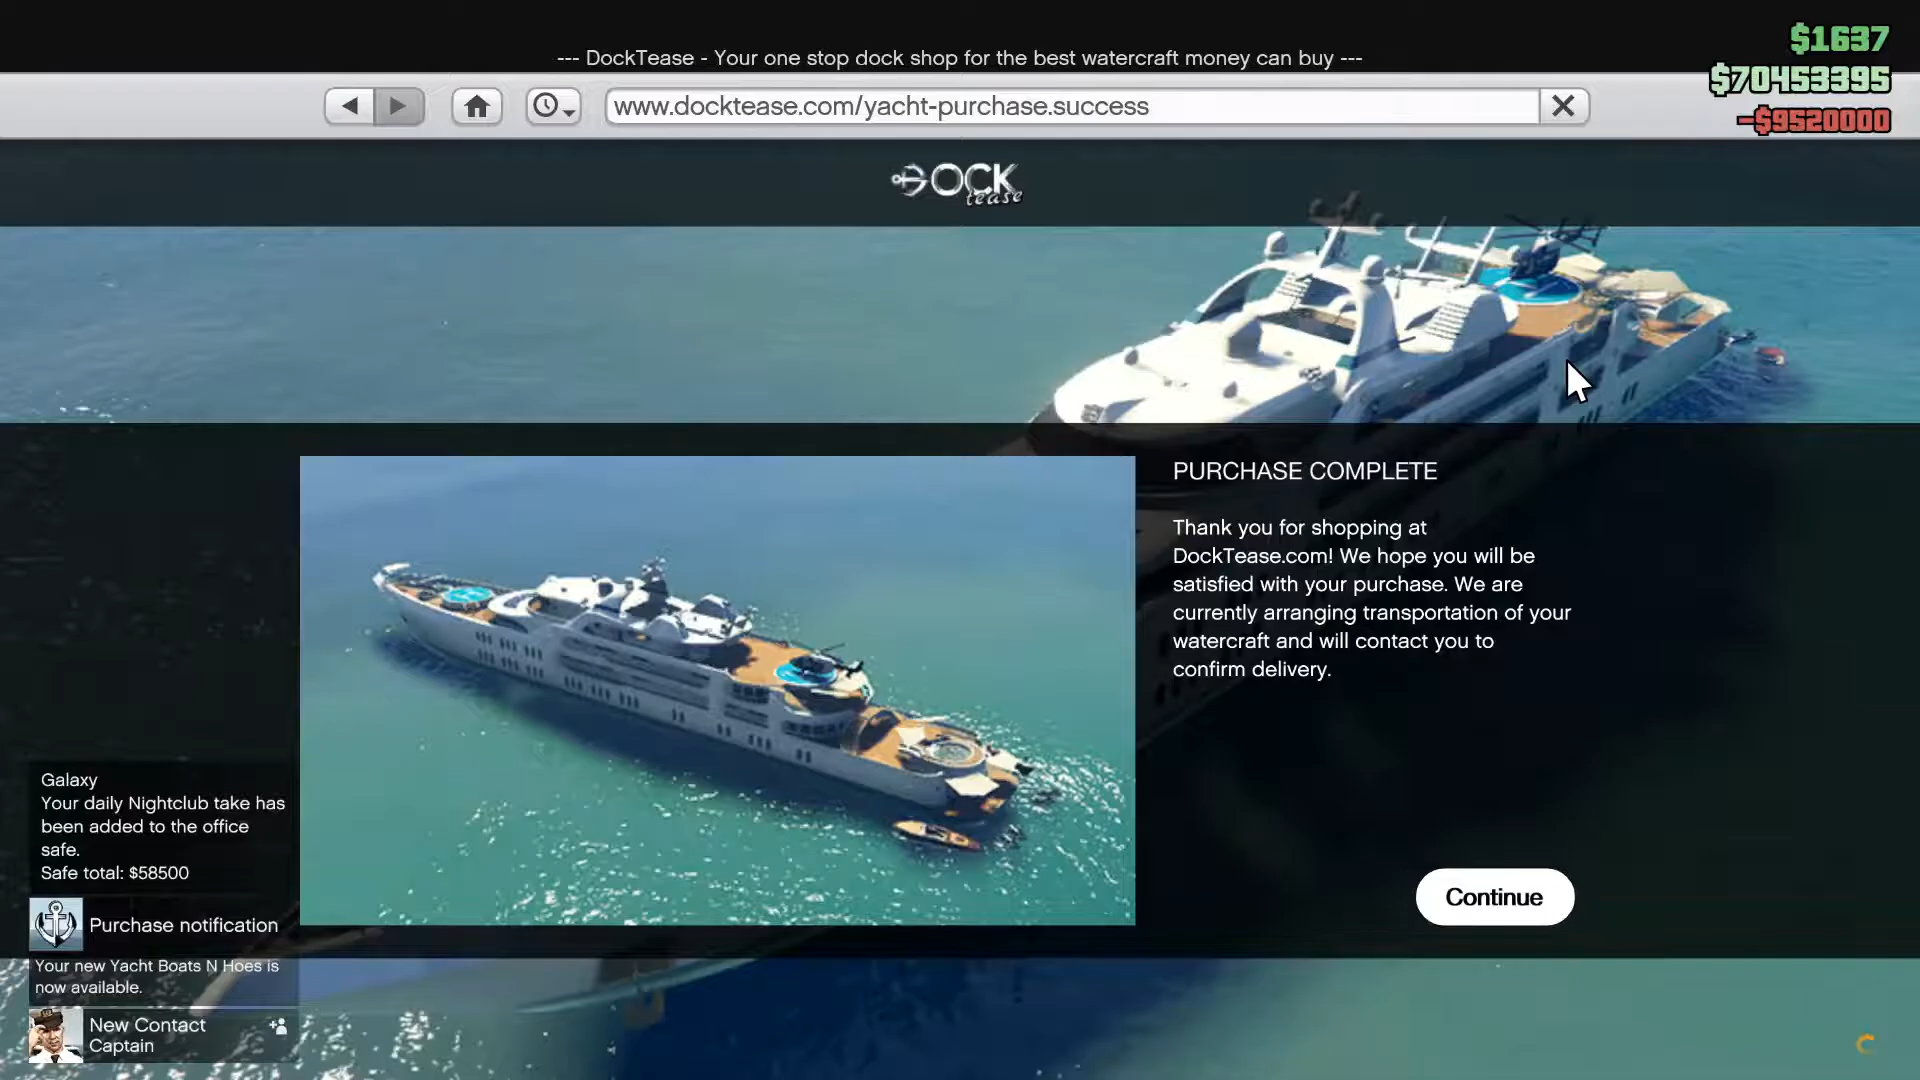 $1637
--- DockTease - Your one stop dock shop for the best watercraft money can buy ---
$70453395
www.docktease.com/yacht-purchase.success
-$9520000
DOCK
tease
PURCHASE COMPLETE
Thank you for shopping at
DockTease.com! We hope you will be
satisfied with your purchase. We are
currently arranging transportation of your
watercraft and will contact you to
confirm delivery.
Galaxy
Your daily Nightclub take has
been added to the office
safe.
Safe total: $58500
Continue
Purchase notification
Your new Yacht Boats N Hoes is
now available.
New Contact
Captain